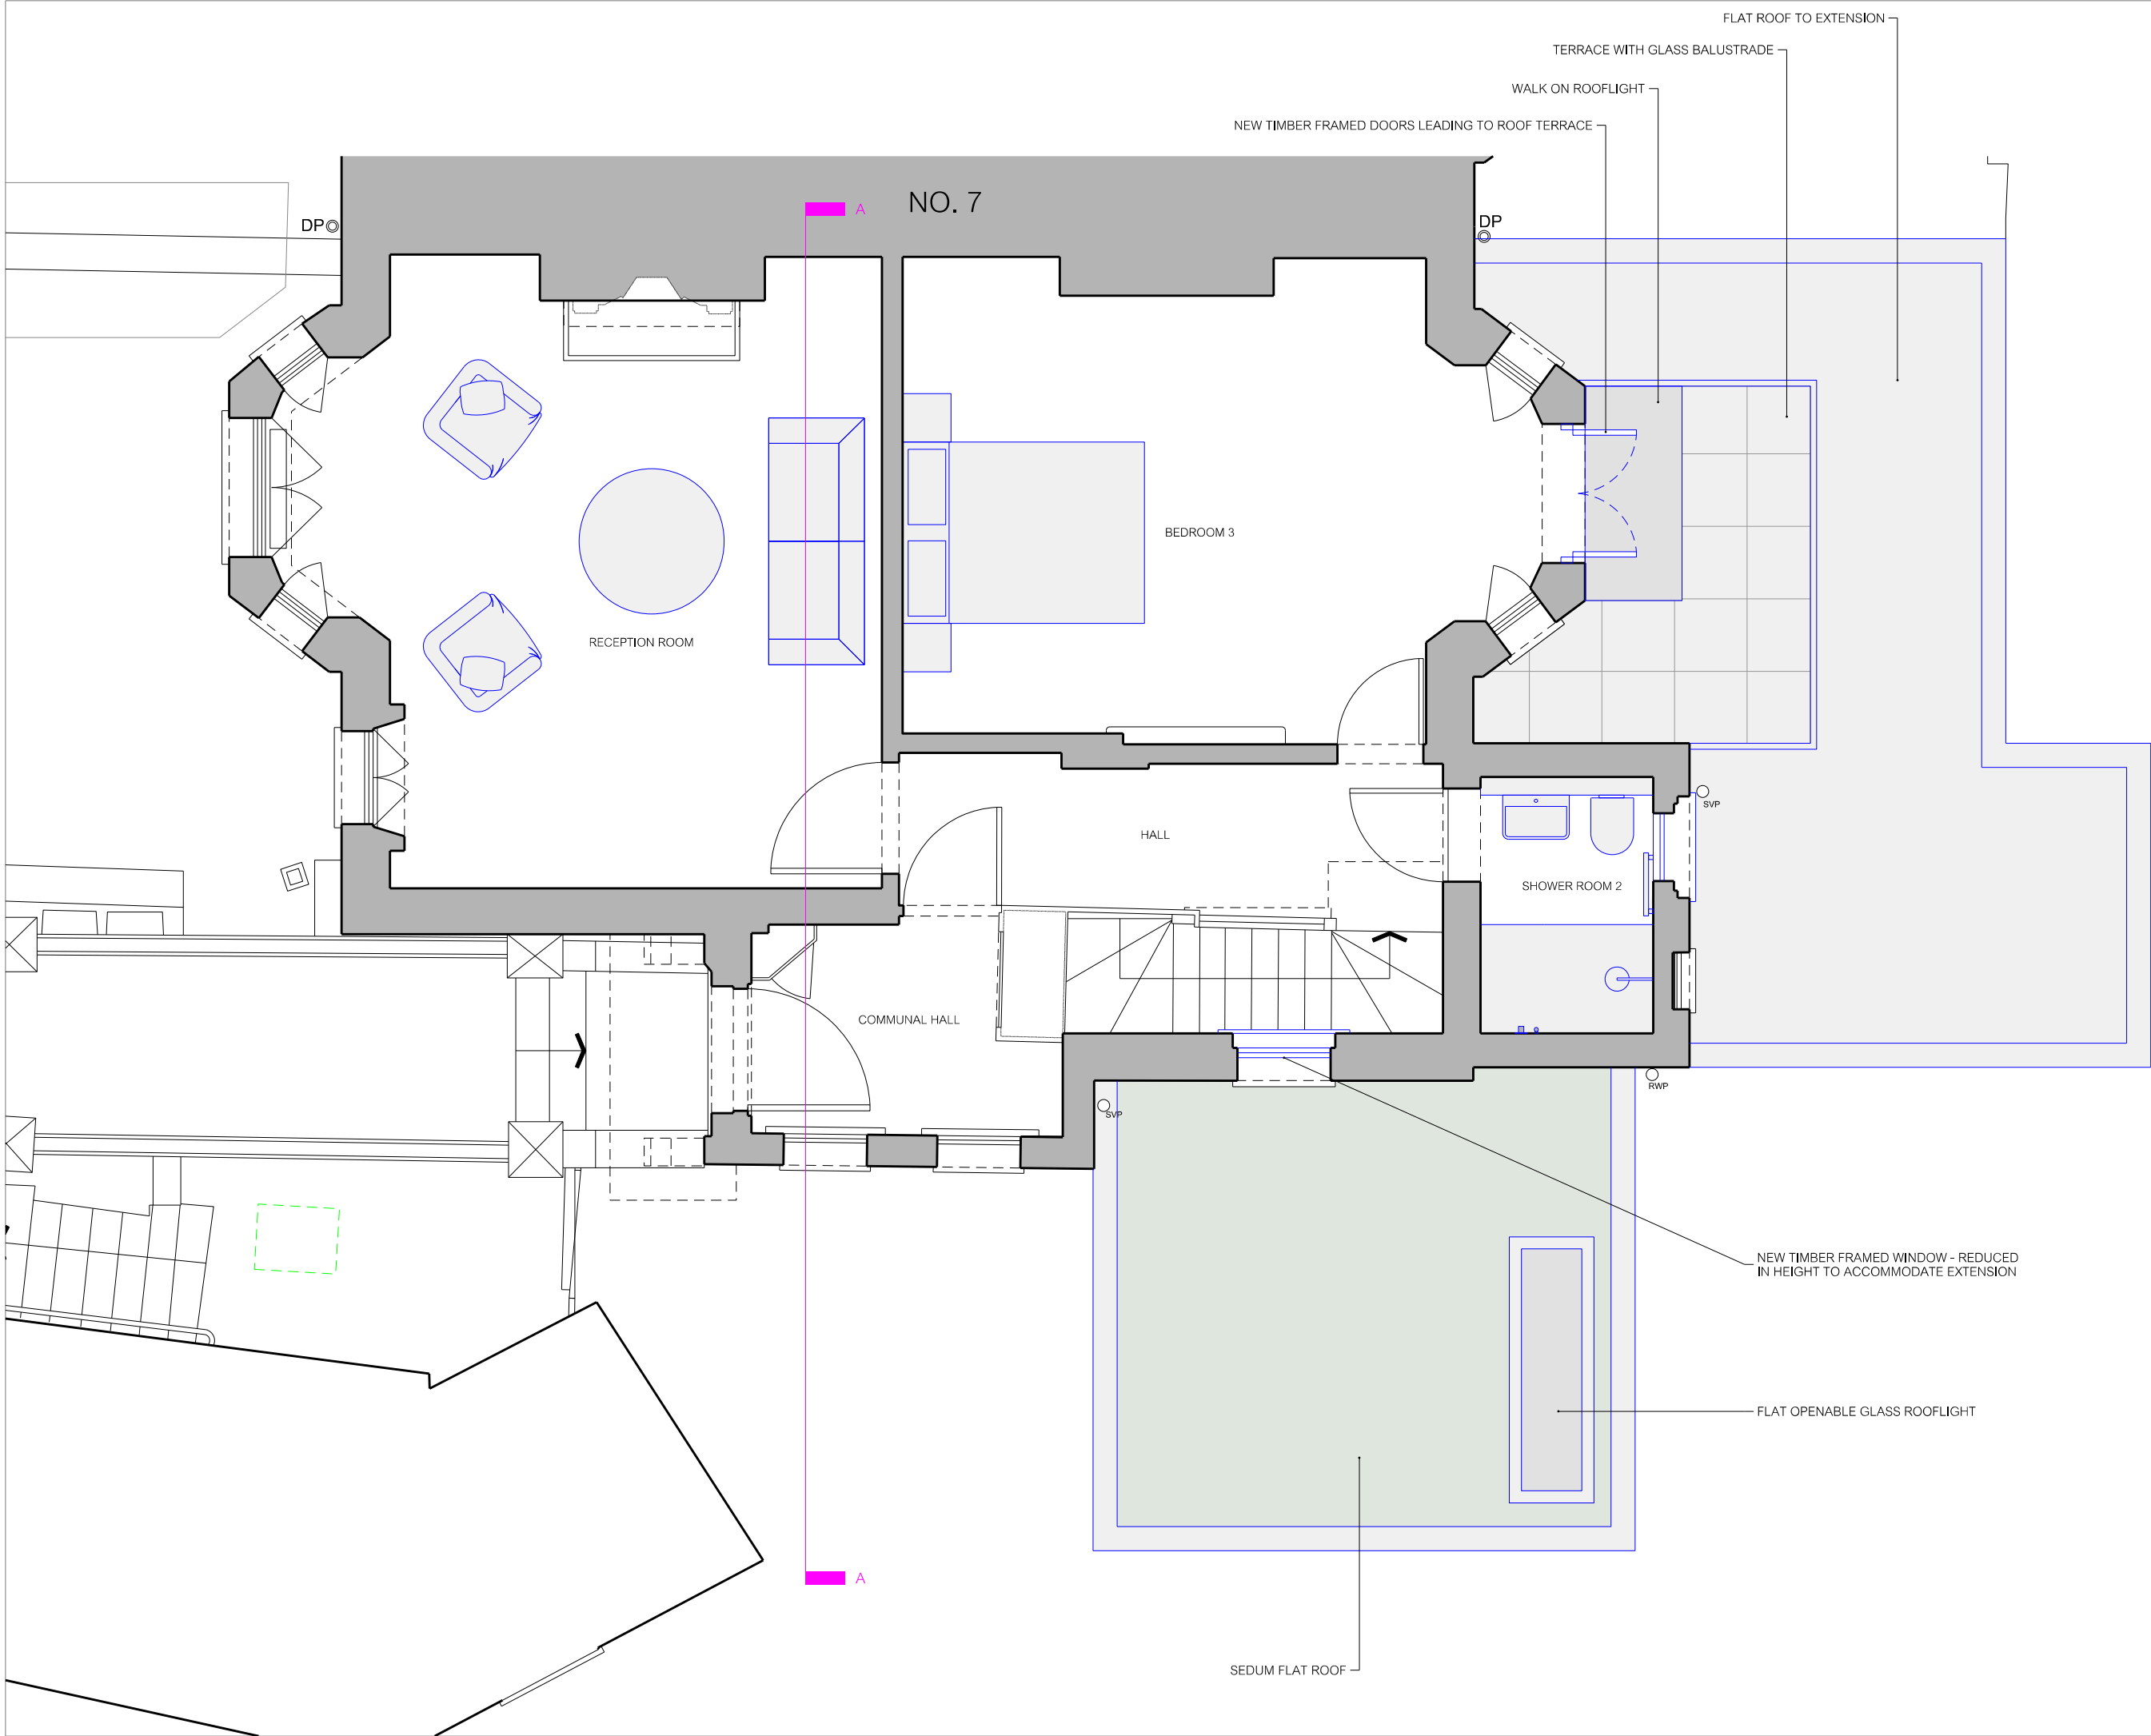 FLAT ROOF TO EXTENSION
TERRACE WITH GLASS BALUSTRADE
WALK ON ROOFLIGHT
NEW TIMBER FRAMED DOORS LEADING TO ROOF TERRACE
NO. 7
A
DP
DP
BEDROOM 3
RECEPTION ROOM
SVP
HALL
SHOWER ROOM 2
COMMUNAL HALL
RWP
SVP
NEW TIMBER FRAMED WINDOW - REDUCED
IN HEIGHT TO ACCOMMODATE EXTENSION
FLAT OPENABLE GLASS ROOFLIGHT
A
SEDUM FLAT ROOF